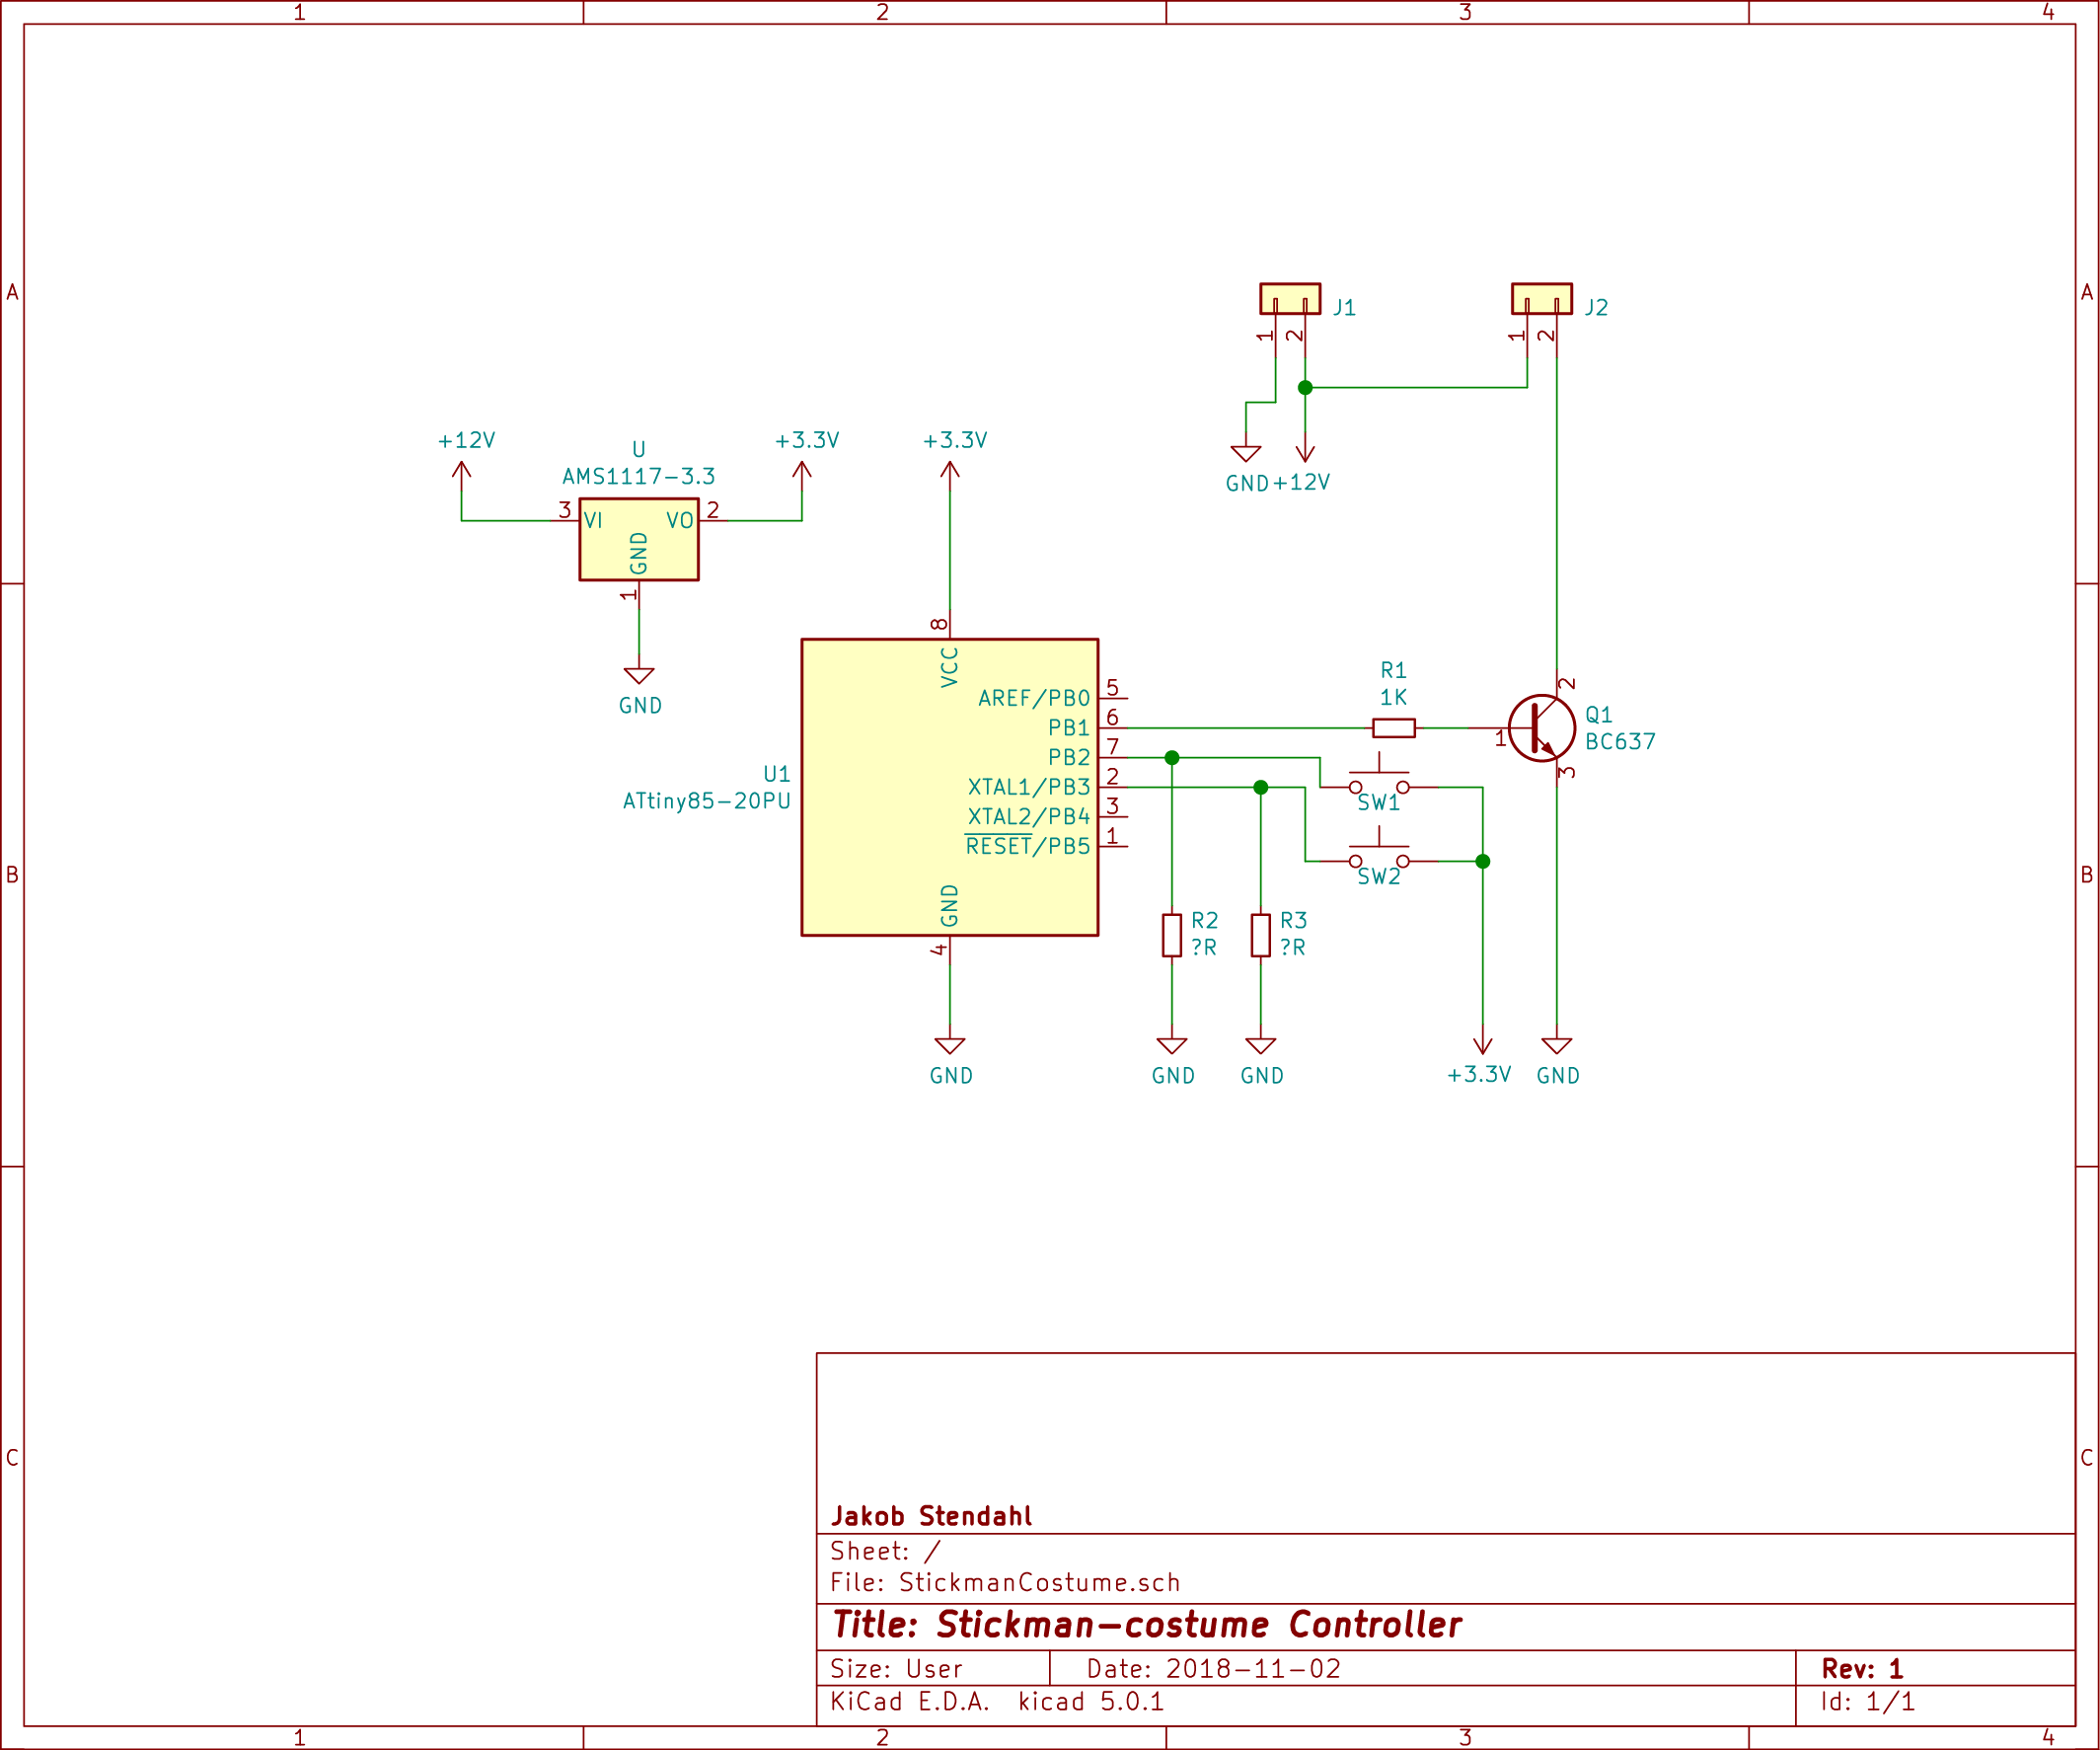 1 2 3 4
A A
J1
J2
1 2
1 2
+12V
U
AMS1117-3.3
+3.3V
+3.3V
GND
+12V
3 VI VO 2
GND
1
GND
8
VCC
U1
ATtiny85-20PU
AREF/PB0 5
PB1 6
PB2 7
XTAL1/PB3 2
XTAL2/PB4 3
RESET/PB5 1
GND
4
GND
R1
1K
1
2
3
Q1
BC637
SW1
SW2
R2
?R
R3
?R
GND
GND
+3.3V
GND
B B
C C
Jakob Stendahl
Sheet: /
File: StickmanCostume.sch
Title: Stickman-costume Controller
Size: User Date: 2018-11-02 Rev: 1
KiCad E.D.A. kicad 5.0.1 Id: 1/1
1 2 3 4